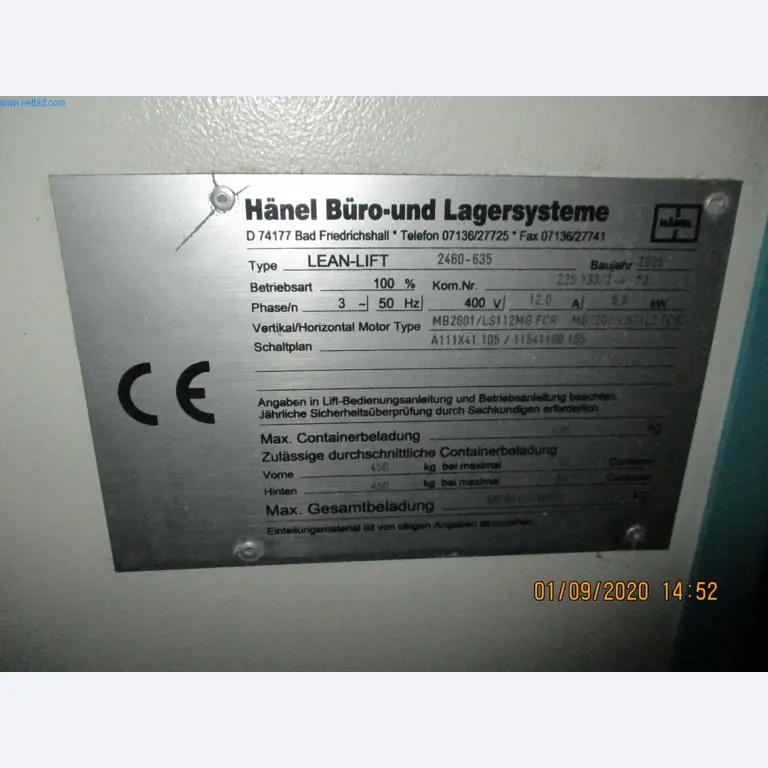 www.netbid.com
Hänel Büro-und Lagersysteme
HÄNEL
D 74177 Bad Friedrichshall * Telefon 07136/27725 * Fax 07136/27741
Type LEAN-LIFT 2460-635 Baujahr
Betriebsart 100 % Kom.Nr.
Phase/n 3 ~ 50 Hz 400 V 12.0 A kW
Vertikal/Horizontal Motor Type MB2601/LS112MG FCR
Schaltplan A111X41 105 /
CE
Angaben in Lift-Bedienungsanleitung und Betriebsanleitung beachten.
Jährliche Sicherheitsüberprüfung durch Sachkundigen erforderlich
Max. Containerbeladung kg
Zulässige durchschnittliche Containerbeladung
Vorne 450 kg bei maximal Container
Hinten 450 kg bei maximal Container
Max. Gesamtbeladung kg
Einteilungsmaterial ist von obigen Angaben abzuziehen
01/09/2020 14:52